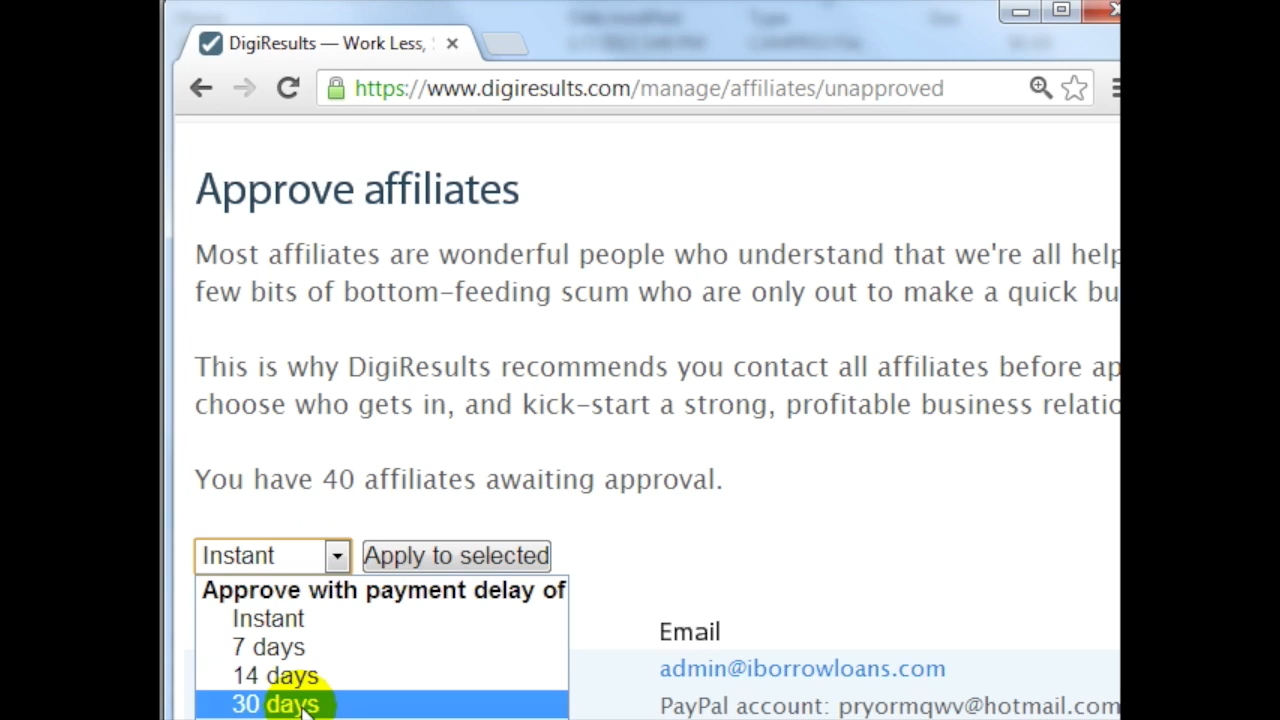 DigiResults — Work Less,
https://www.digiresults.com/manage/affiliates/unapproved
Approve affiliates
Most affiliates are wonderful people who understand that we're all help
few bits of bottom-feeding scum who are only out to make a quick bu
This is why DigiResults recommends you contact all affiliates before ap
choose who gets in, and kick-start a strong, profitable business relatio
You have 40 affiliates awaiting approval.
Instant Apply to selected
Approve with payment delay of
Instant
7 days
14 days
30 days
Email
admin@iborrowloans.com
PayPal account: pryormqwv@hotmail.com